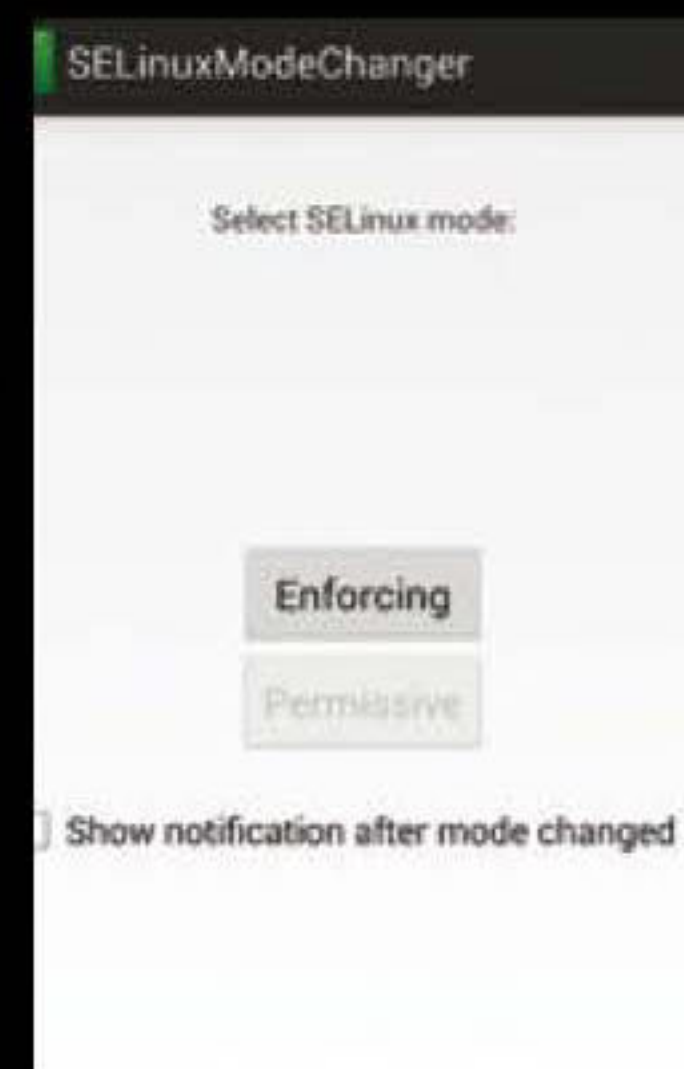 SELinuxModeChanger
Select SELinux mode:
Enforcing
Permissive
Show notification after mode changed